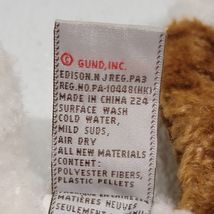 © GUND, INC.
EDISON.N J REG.PA3
REG.NO.PA-10448(HK)
MADE IN CHINA 224
SURFACE WASH
COLD WATER,
MILD SUDS,
AIR DRY
ALL NEW MATERIALS
CONTENT:
POLYESTER FIBERS,
PLASTIC PELLETS
MATIÈRES NEUVES
SEULEMENT